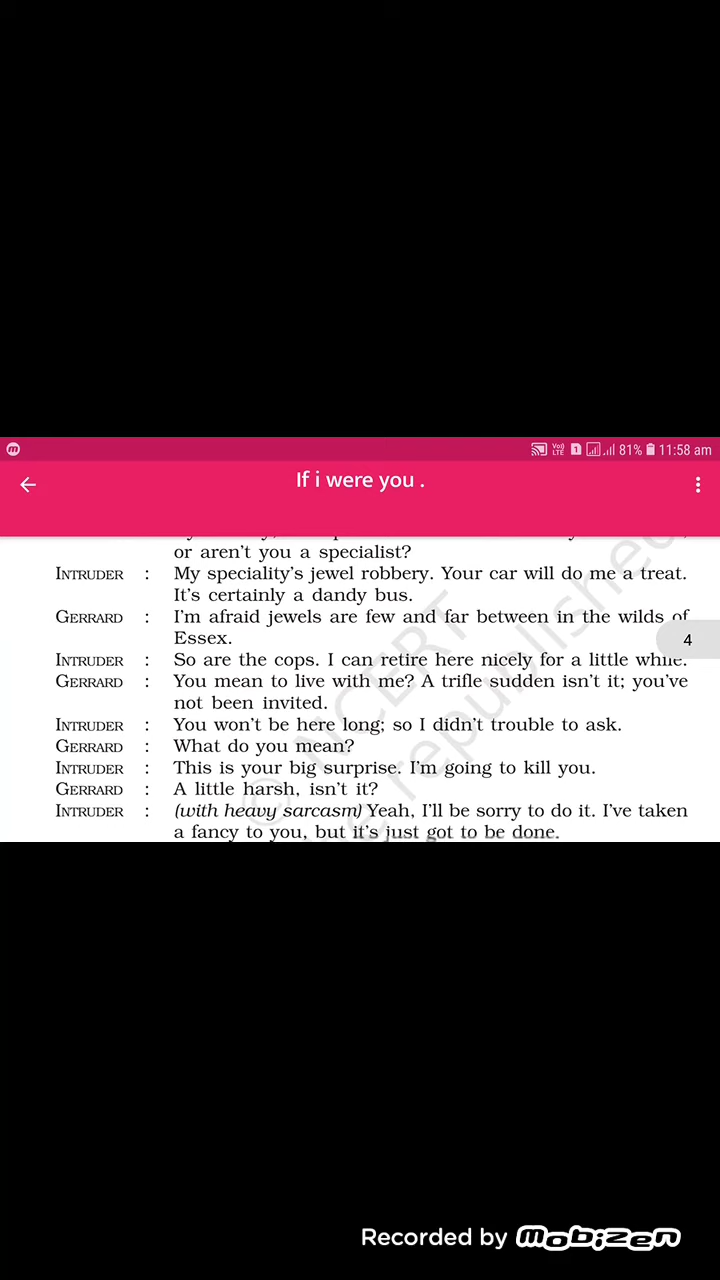 81% 11:58 am
If i were you .
or aren't you a specialist?
INTRUDER : My speciality's jewel robbery. Your car will do me a treat.
It's certainly a dandy bus.
GERRARD : I'm afraid jewels are few and far between in the wilds of
Essex.
4
INTRUDER : So are the cops. I can retire here nicely for a little while.
GERRARD : You mean to live with me? A trifle sudden isn't it; you've
not been invited.
INTRUDER : You won't be here long; so I didn't trouble to ask.
GERRARD : What do you mean?
INTRUDER : This is your big surprise. I'm going to kill you.
GERRARD : A little harsh, isn't it?
INTRUDER : (with heavy sarcasm) Yeah, I'll be sorry to do it. I've taken
a fancy to you, but it's just got to be done.
© NCERT
be republished
Recorded by Mobizen